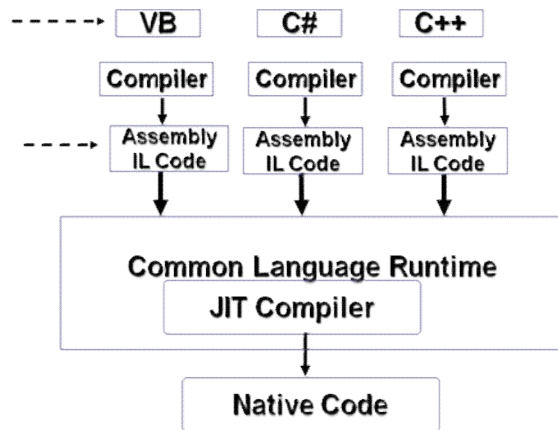 VB
C#
C++
Compiler
Compiler
Compiler
Assembly
IL Code
Assembly
IL Code
Assembly
IL Code
Common Language Runtime
JIT Compiler
Native Code